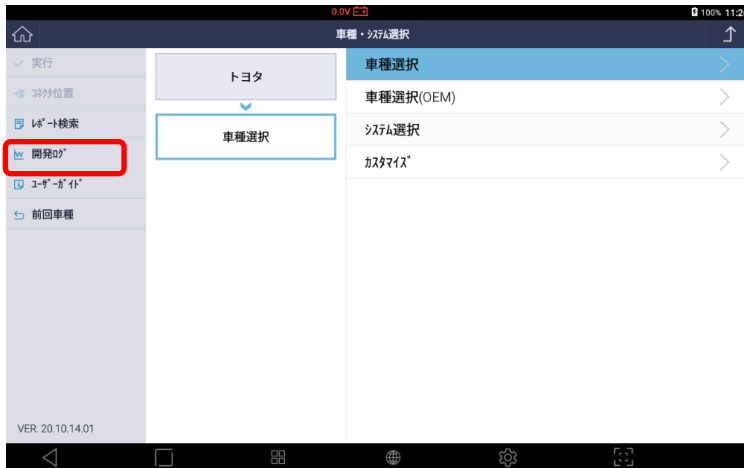 0.0V
100% 11:2
車種・ｼｽﾃﾑ選択
実行
ｺﾈｸﾀ位置
ﾚﾎﾟｰﾄ検索
開発ﾛｸﾞ
ﾕｰｻﾞｰｶﾞｲﾄﾞ
前回車種
VER. 20.10.14.01
トヨタ
車種選択
車種選択
車種選択(OEM)
ｼｽﾃﾑ選択
ｶｽﾀﾏｲｽﾞ